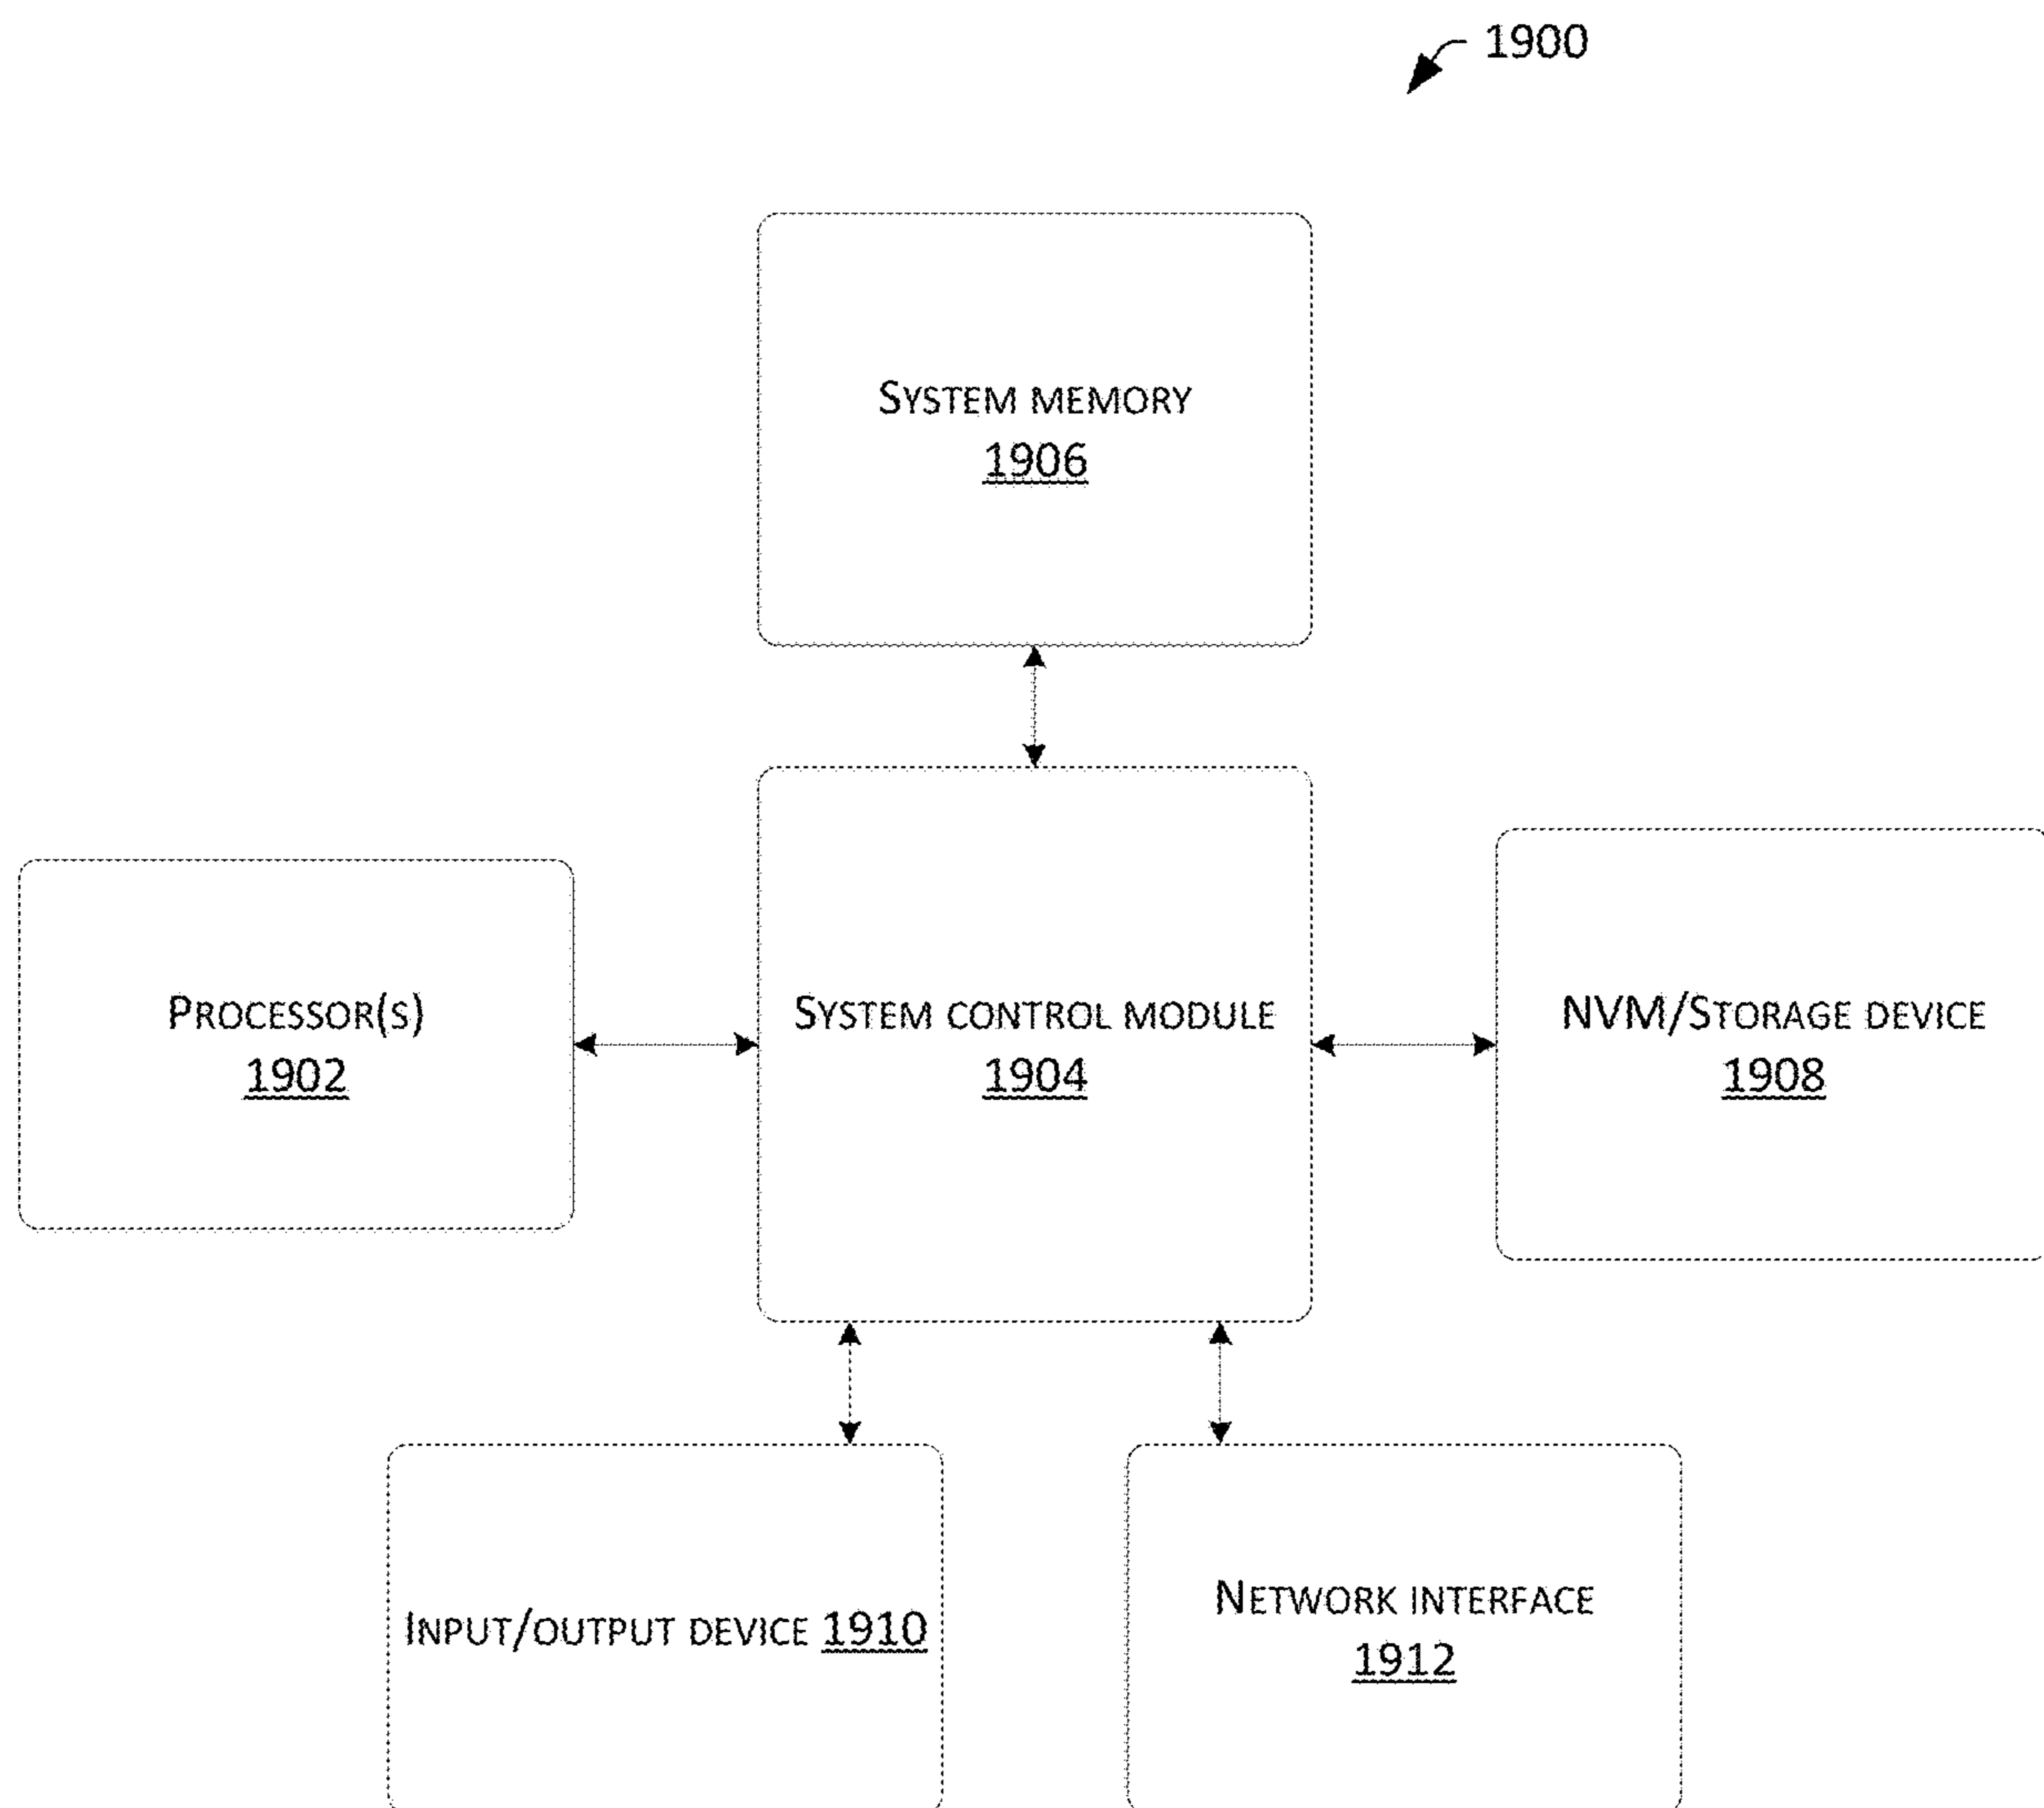 1900
SYSTEM MEMORY
1906
PROCESSOR(S)
1902
SYSTEM CONTROL MODULE
1904
NVM/STORAGE DEVICE
1908
INPUT/OUTPUT DEVICE 1910
NETWORK INTERFACE
1912